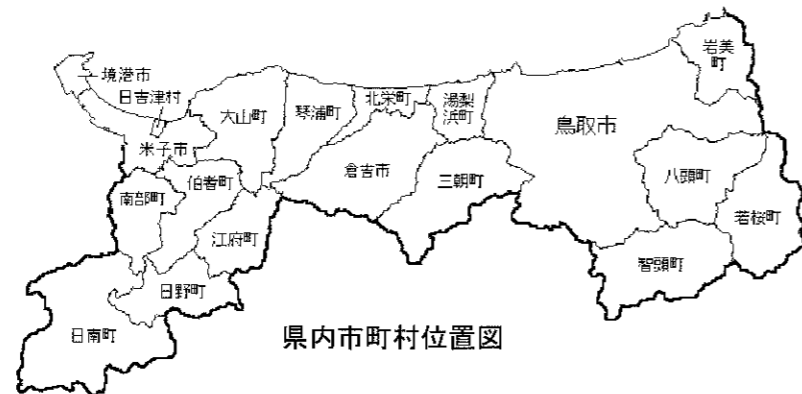 岩美
町
境港市
日吉津村
大山町
琴浦町
北栄町
湯梨
浜町
鳥取市
米子市
倉吉市
三朝町
八頭町
伯耆町
南部町
若桜町
江府町
智頭町
日野町
日南町
県内市町村位置図